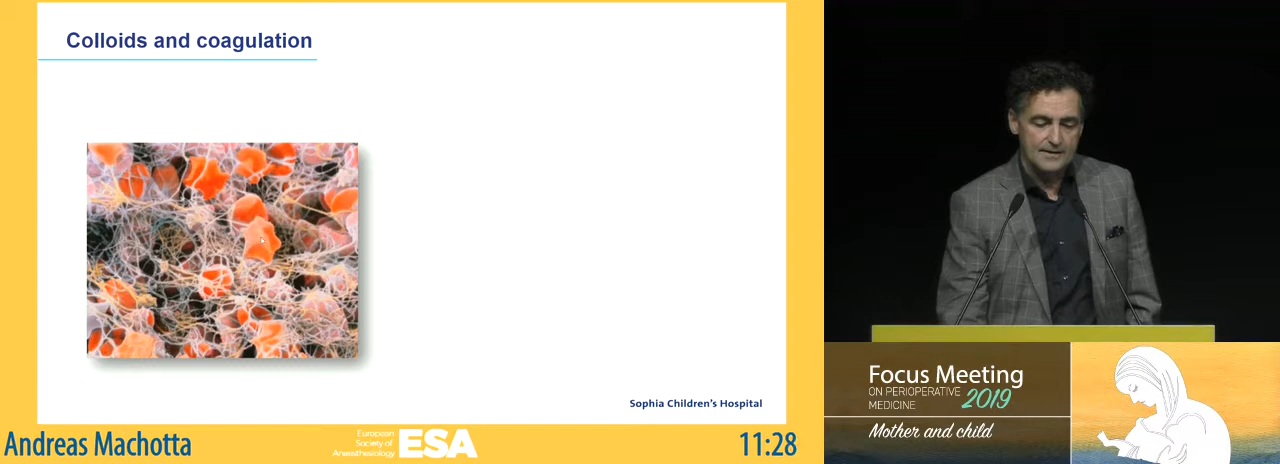 Colloids and coagulation
Sophia Children's Hospital
Andreas Machotta
European
Society of
Anaesthesiology
ESA
11:28
Focus Meeting
ON PERIOPERATIVE
MEDICINE
2019
Mother and child